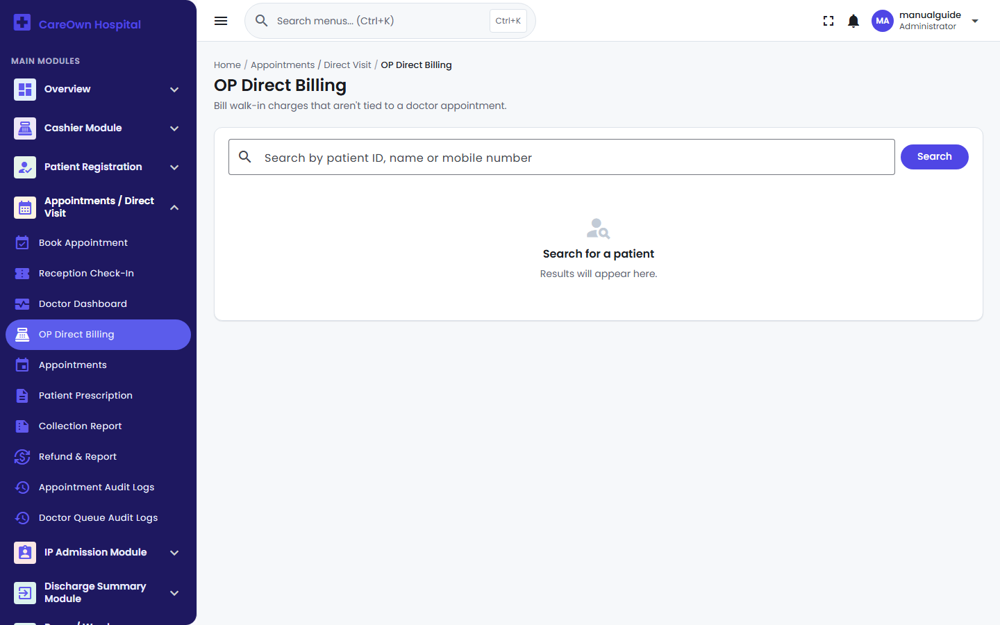 CareOwn Hospital
MAIN MODULES
Overview
Cashier Module
Patient Registration
Appointments / Direct
Visit
Book Appointment
Reception Check-In
Doctor Dashboard
OP Direct Billing
Appointments
Patient Prescription
Collection Report
Refund & Report
Appointment Audit Logs
Doctor Queue Audit Logs
IP Admission Module
Discharge Summary
Module
Search menus... (Ctrl+K)
Ctrl+K
MA
manualguide
Administrator
Home / Appointments / Direct Visit / OP Direct Billing
OP Direct Billing
Bill walk-in charges that aren't tied to a doctor appointment.
Search by patient ID, name or mobile number
Search
Search for a patient
Results will appear here.